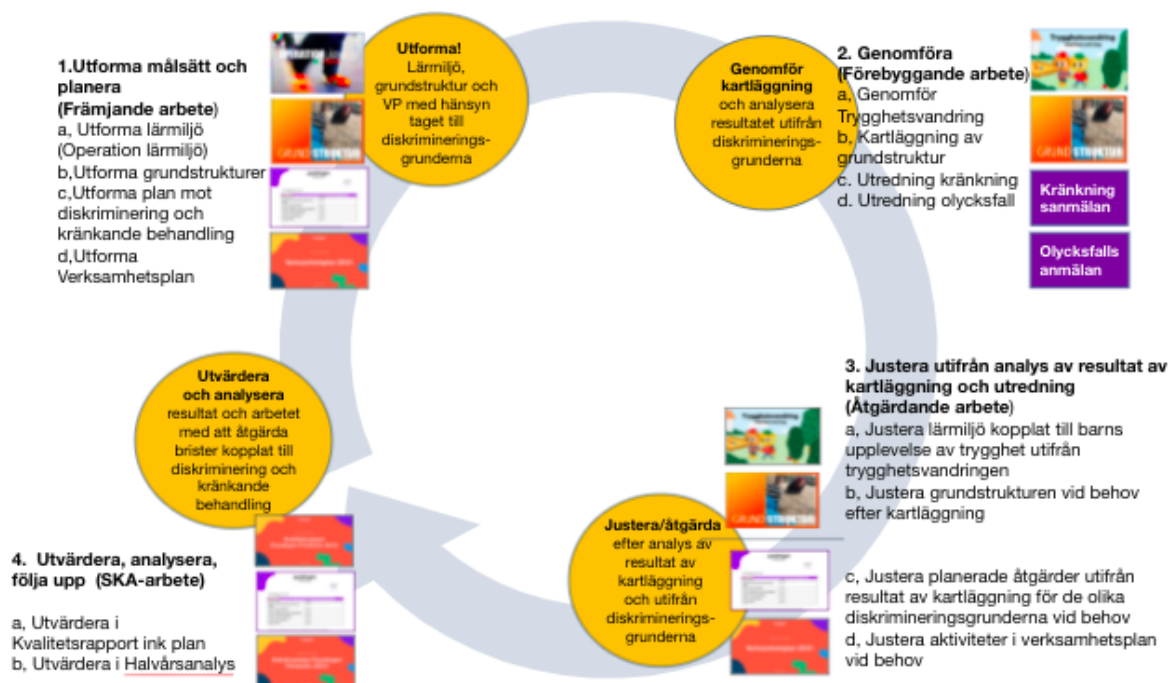 1.Utforma målsätt och
planera
(Främjande arbete)
a, Utforma lärmiljö
(Operation lärmiljö)
b,Utforma grundstrukturer
c,Utforma plan mot
diskriminering och
kränkande behandling
d,Utforma
Verksamhetsplan
Utforma!
Lärmiljö,
grundstruktur och
VP med hänsyn
taget till
diskriminerings-
grunderna
GRUNDSTRUKTUR
Genomför
kartläggning
och analysera
resultatet utifrån
diskriminerings-
grunderna
2. Genomföra
(Förebyggande arbete)
a, Genomför
Trygghetsvandring
b, Kartläggning av
grundstruktur
c. Utredning kränkning
d. Utredning olycksfall
Trygghetsvandring
GRUNDSTRUKTUR
Kränkning
sanmälan
Olycksfalls
anmälan
3. Justera utifrån analys av resultat av
kartläggning och utredning
(Åtgärdande arbete)
a, Justera lärmiljö kopplat till barns
upplevelse av trygghet utifrån
trygghetsvandringen
b, Justera grundstrukturen vid behov
efter kartläggning
c, Justera planerade åtgärder utifrån
resultat av kartläggning för de olika
diskrimineringsgrunderna vid behov
d, Justera aktiviteter i verksamhetsplan
vid behov
Trygghetsvandring
GRUNDSTRUKTUR
Justera/åtgärda
efter analys av
resultat av
kartläggning
och utifrån
diskriminerings-
grunderna
Utvärdera
och analysera
resultat och arbetet
med att åtgärda
brister kopplat till
diskriminering och
kränkande
behandling
4. Utvärdera, analysera,
följa upp (SKA-arbete)
a, Utvärdera i
Kvalitetsrapport ink plan
b, Utvärdera i Halvårsanalys